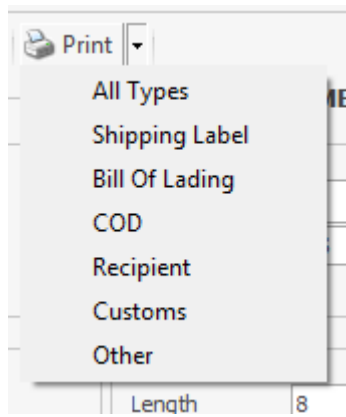 Print
All Types
Shipping Label
Bill Of Lading
COD
Recipient
Customs
Other
Length 8